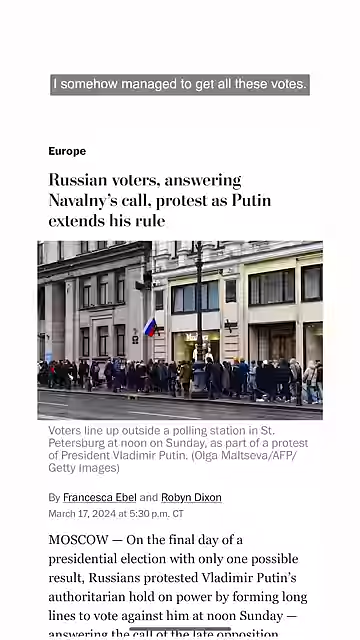 I somehow managed to get all these votes.
Europe
Russian voters, answering
Navalny's call, protest as Putin
extends his rule
Voters line up outside a polling station in St.
Petersburg at noon on Sunday, as part of a protest
of President Vladimir Putin. (Olga Maltseva/AFP/
Getty Images)
By Francesca Ebel and Robyn Dixon
March 17, 2024 at 5:30 p.m. CT
MOSCOW — On the final day of a
presidential election with only one possible
result, Russians protested Vladimir Putin's
authoritarian hold on power by forming long
lines to vote against him at noon Sunday —
answering the call of the late opposition